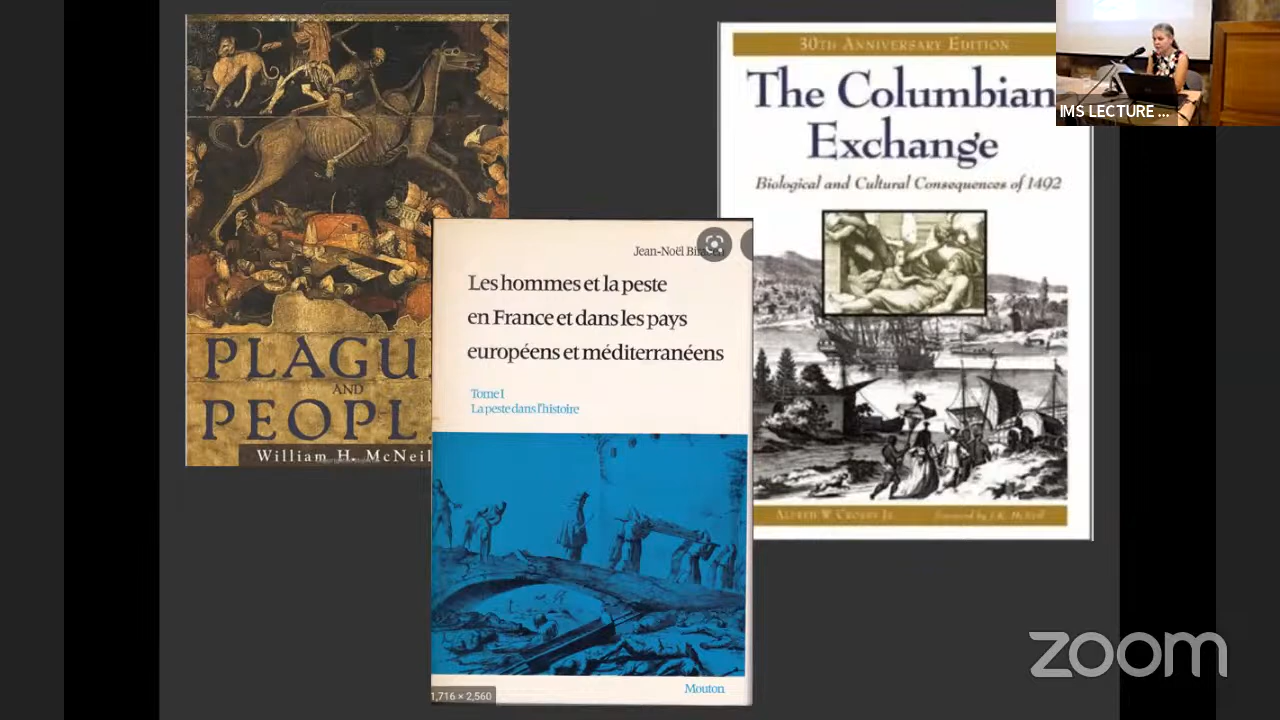 PLAGU
AND
PEOPL
William H. McNeil
Jean-Noël
Les hommes et la peste
en France et dans les pays
européens et méditerranéens
Tome I
La peste dans l'histoire
Mouton
1,716 × 2,560
30TH ANNIVERSARY EDITION
The Columbian
Exchange
Biological and Cultural Consequences of 1492
ALFRED W. CROSBY JR.
Foreword by J.R. McNeill
IMS LECTURE ...
zoom